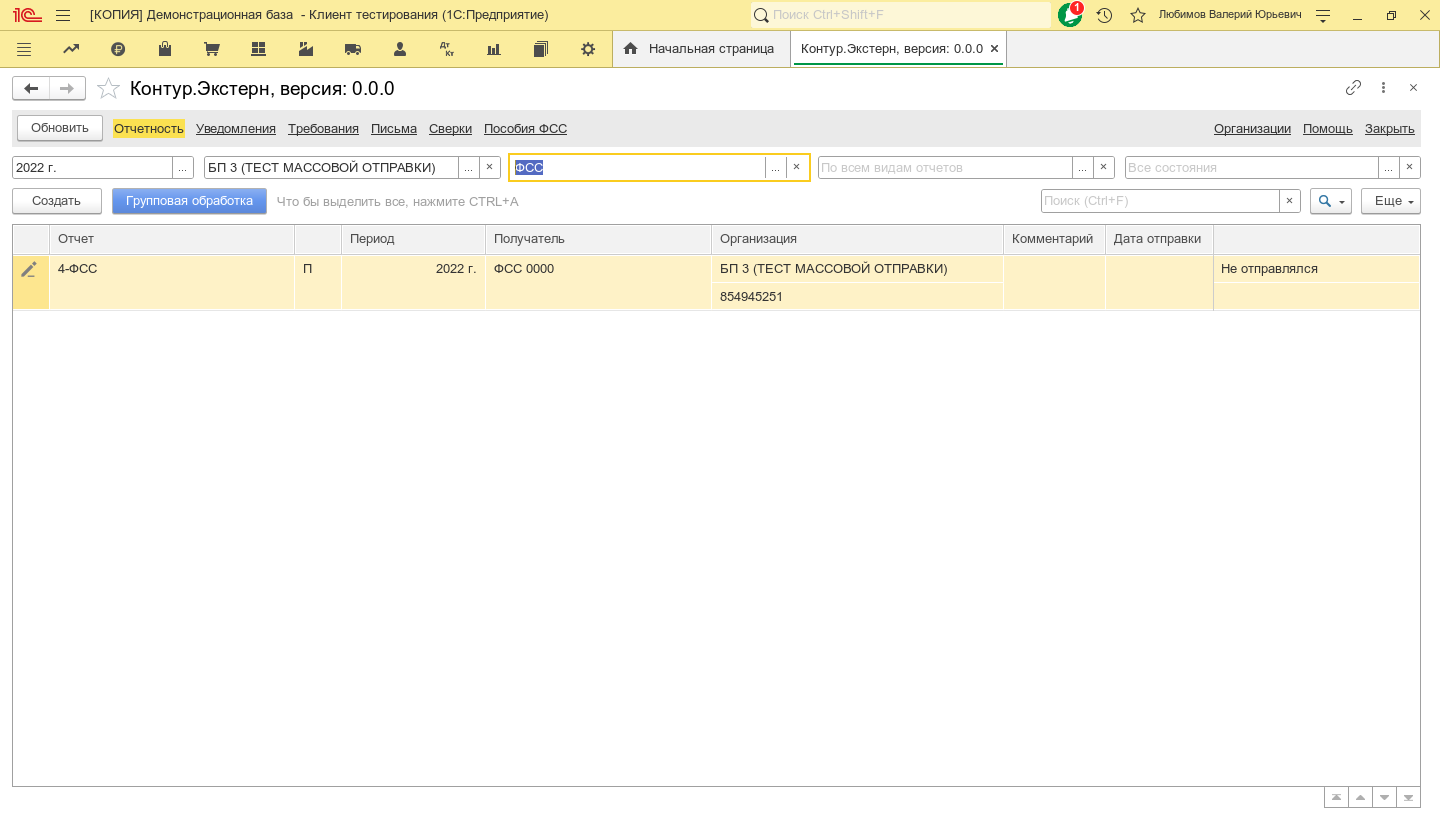 [КОПИЯ] Демонстрационная база - Клиент тестирования (1С:Предприятие)
Поиск Ctrl+Shift+F
1
Любимов Валерий Юрьевич
Дт
Кт
Начальная страница
Контур.Экстерн, версия: 0.0.0
Контур.Экстерн, версия: 0.0.0
Обновить
Отчетность
Уведомления
Требования
Письма
Сверки
Пособия ФСС
Организации
Помощь
Закрыть
2022 г.
...
БП 3 (ТЕСТ МАССОВОЙ ОТПРАВКИ)
...
ФСС
...
По всем видам отчетов
...
Все состояния
...
Создать
Групповая обработка
Что бы выделить все, нажмите CTRL+A
Поиск (Ctrl+F)
Еще
Отчет
Период
Получатель
Организация
Комментарий
Дата отправки
4-ФСС
П
2022 г.
ФСС 0000
БП 3 (ТЕСТ МАССОВОЙ ОТПРАВКИ)
Не отправлялся
854945251